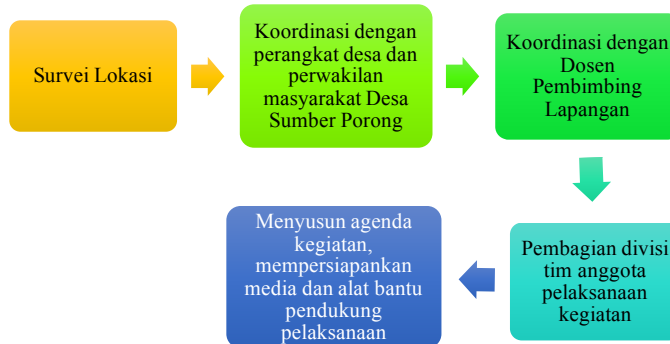 Survei Lokasi
Koordinasi dengan
perangkat desa dan
perwakilan
masyarakat Desa
Sumber Porong
Koordinasi dengan
Dosen
Pembimbing
Lapangan
Pembagian divisi
tim anggota
pelaksanaan
kegiatan
Menyusun agenda
kegiatan,
mempersiapankan
media dan alat bantu
pendukung
pelaksanaan